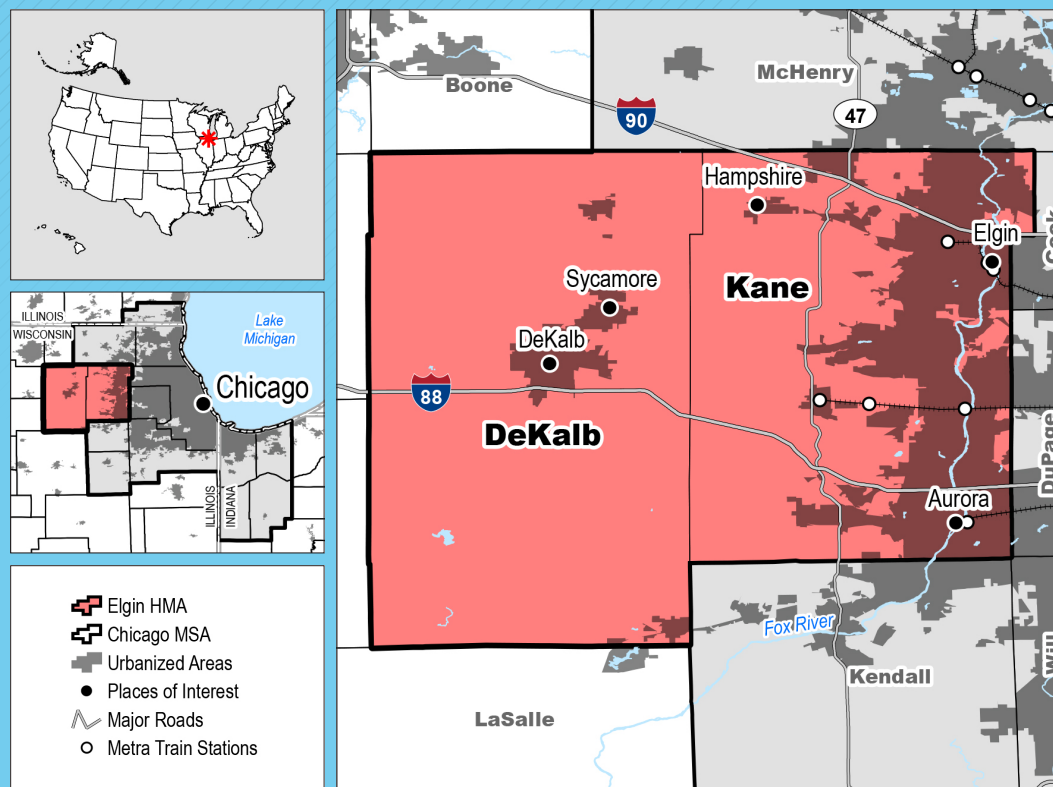 ILLINOIS
WISCONSIN
Lake
Michigan
Chicago
ILLINOIS
INDIANA
Elgin HMA
Chicago MSA
Urbanized Areas
Places of Interest
Major Roads
Metra Train Stations
Boone
McHenry
90
47
Hampshire
Elgin
Cook
Sycamore
Kane
DeKalb
88
DeKalb
DuPage
Aurora
Fox River
Will
Kendall
LaSalle